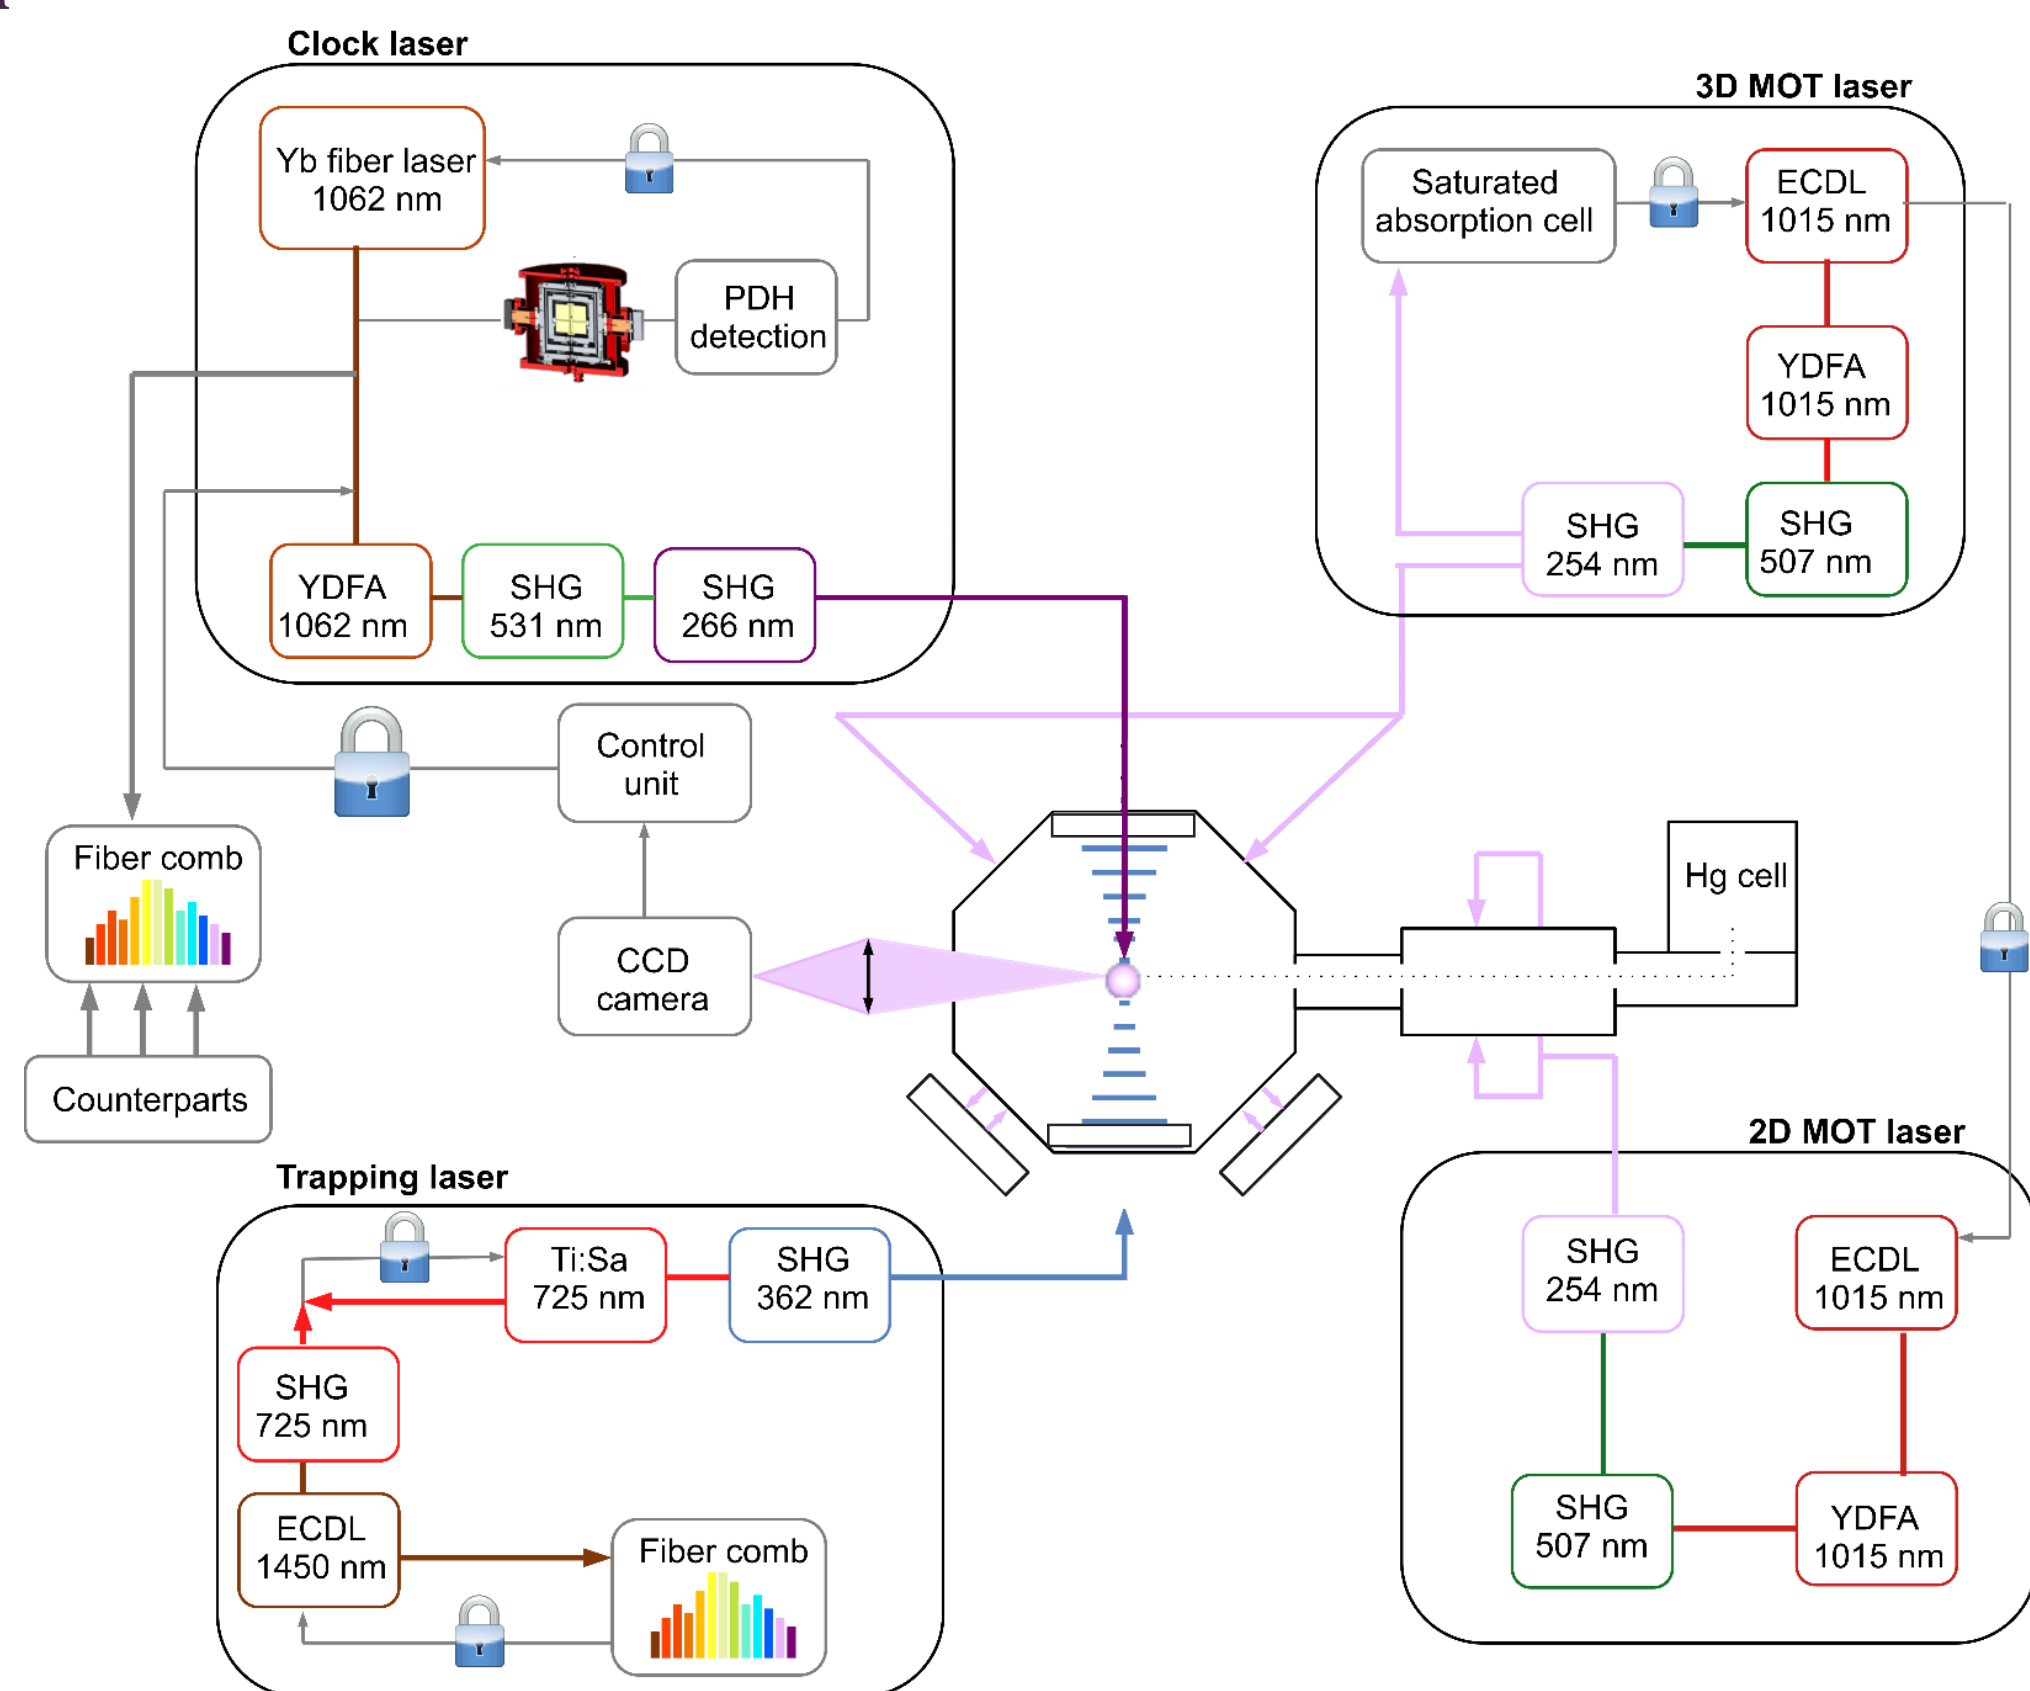 Clock laser
Yb fiber laser
1062 nm
PDH
detection
YDFA
1062 nm
SHG
531 nm
SHG
266 nm
3D MOT laser
Saturated
absorption cell
ECDL
1015 nm
YDFA
1015 nm
SHG
254 nm
SHG
507 nm
Control
unit
Fiber comb
CCD
camera
Counterparts
Hg cell
Trapping laser
Ti:Sa
725 nm
SHG
362 nm
SHG
725 nm
ECDL
1450 nm
Fiber comb
2D MOT laser
SHG
254 nm
ECDL
1015 nm
SHG
507 nm
YDFA
1015 nm